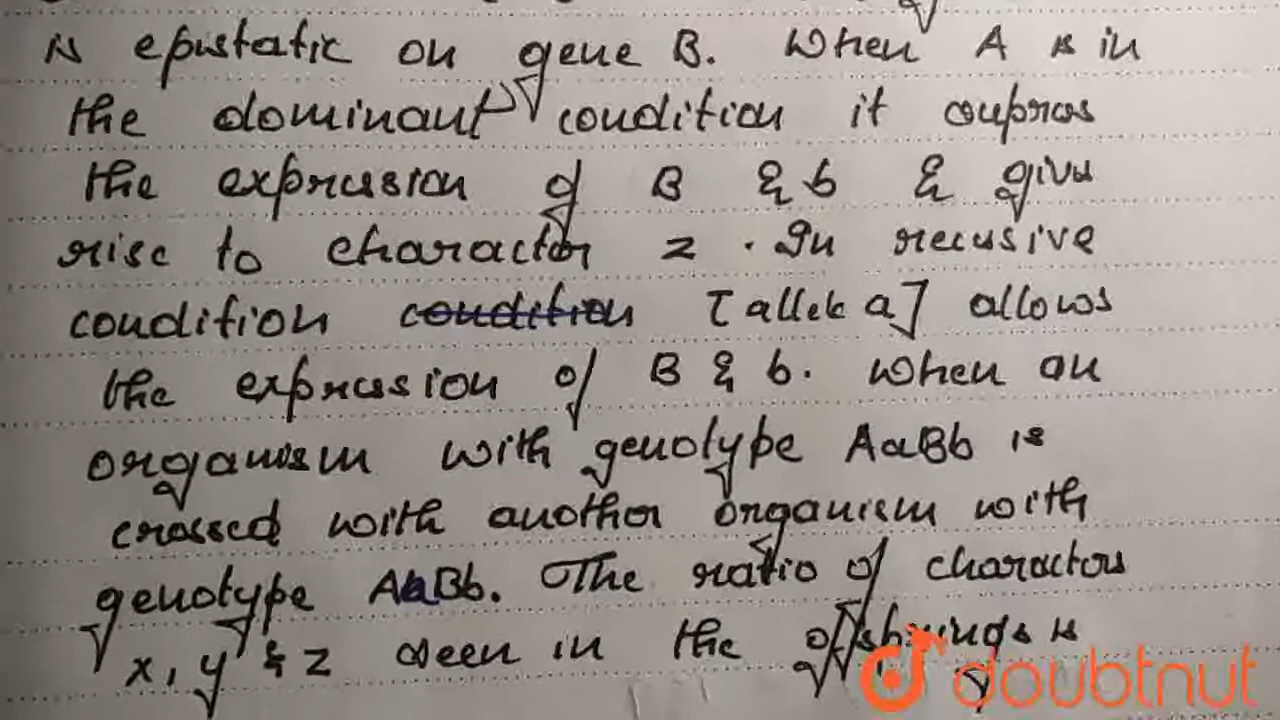 is epistatic on gene B. When A is in
the dominant condition it supress
the expression of B & b & gives
rise to character z . In recessive
condition condition [allele a] allows
the expression of B & b. When an
organism with genotype AaBb is
crossed with another organism with
genotype AaBb. The ratio of characters
x, y & z seen in the offsprings is
doubtnut